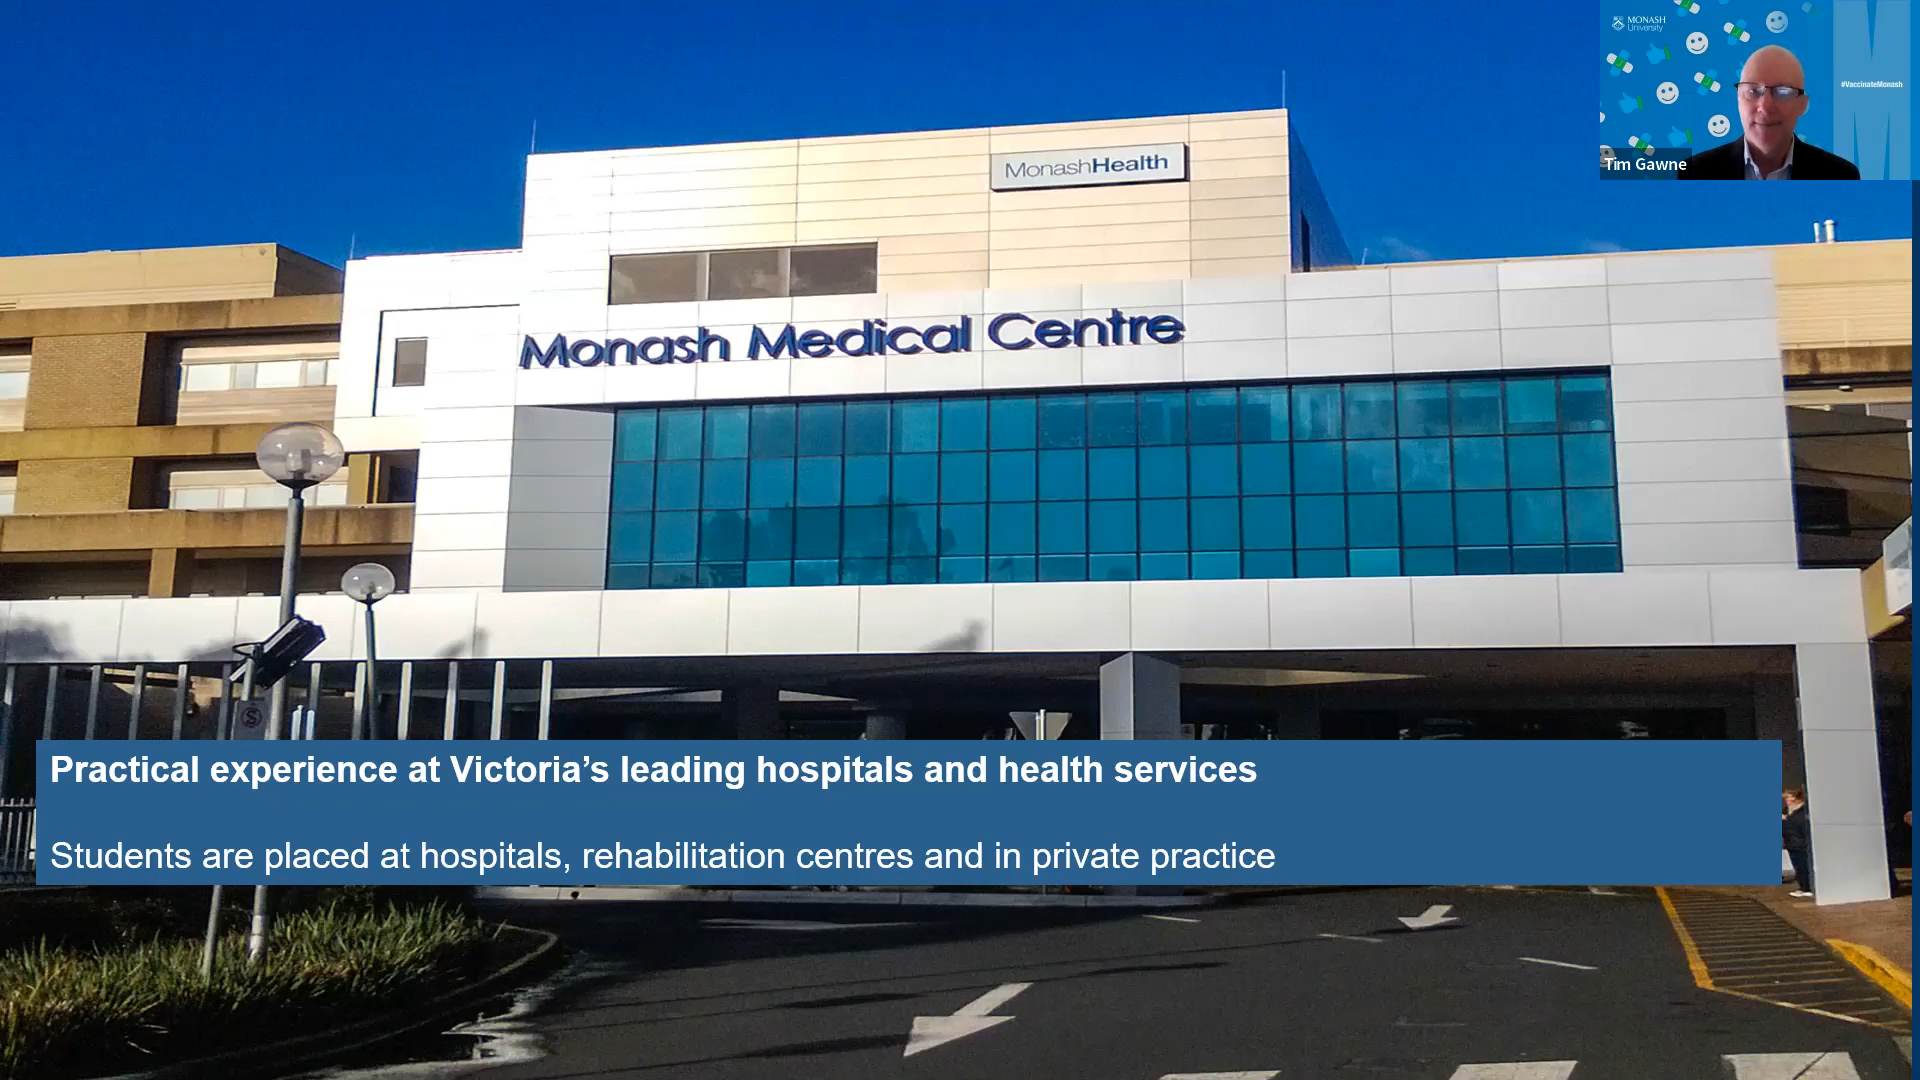 MONASH
University
#VaccinateMonash
Tim Gawne
MonashHealth
Monash Medical Centre
Practical experience at Victoria’s leading hospitals and health services
Students are placed at hospitals, rehabilitation centres and in private practice